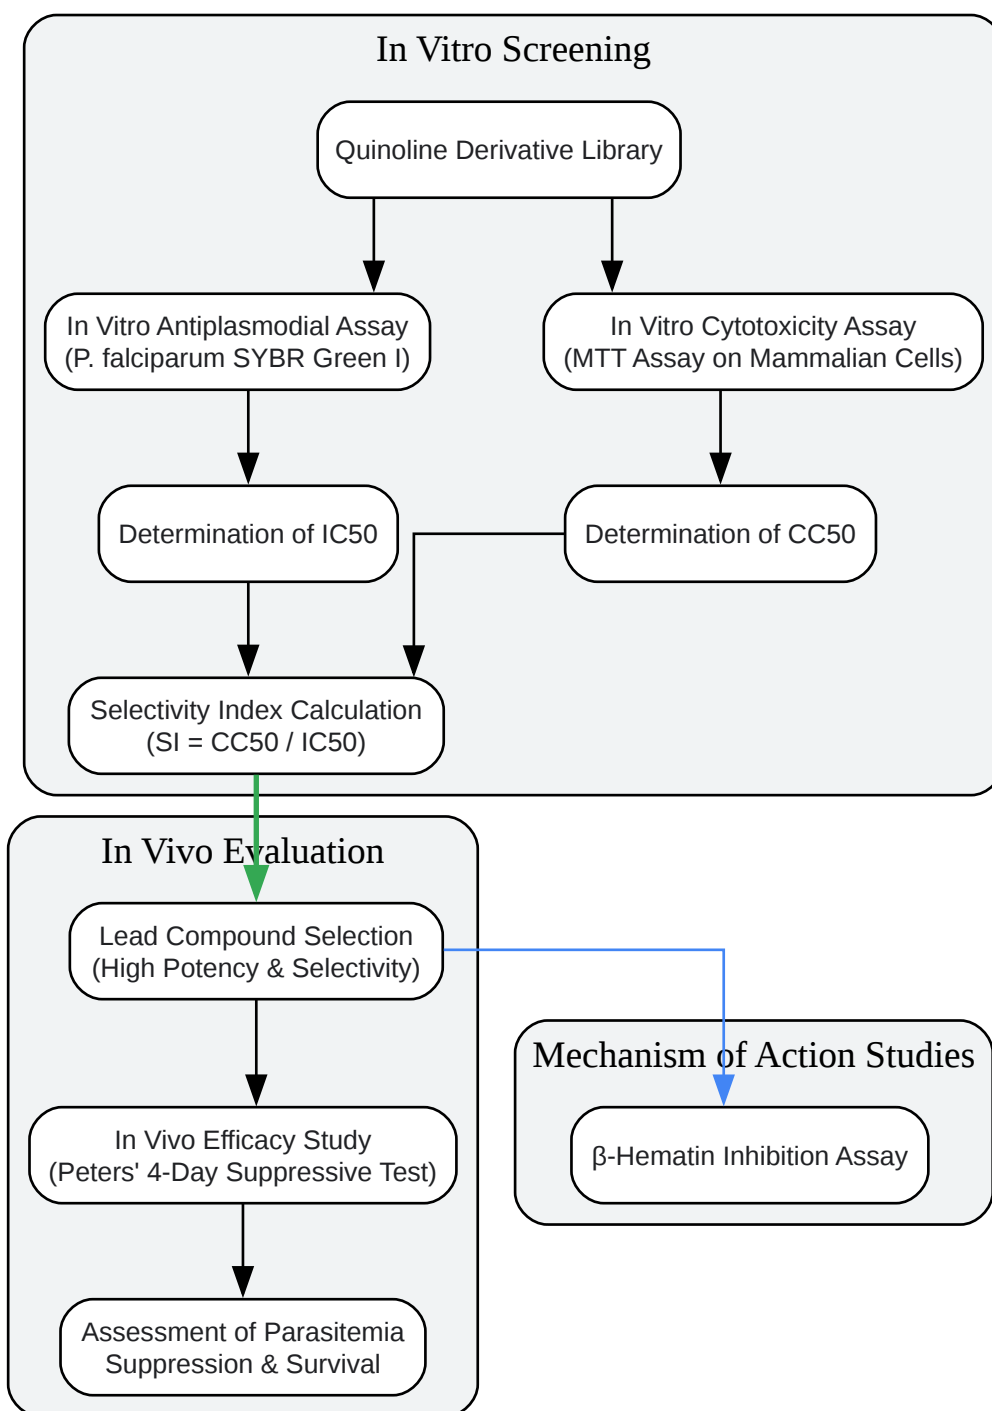 In Vitro Screening
Quinoline Derivative Library
In Vitro Antiplasmodial Assay
(P. falciparum SYBR Green I)
In Vitro Cytotoxicity Assay
(MTT Assay on Mammalian Cells)
Determination of IC50
Determination of CC50
Selectivity Index Calculation
(SI = CC50 / IC50)
In Vivo Evaluation
Lead Compound Selection
(High Potency & Selectivity)
Mechanism of Action Studies
In Vivo Efficacy Study
(Peters' 4-Day Suppressive Test)
β-Hematin Inhibition Assay
Assessment of Parasitemia
Suppression & Survival